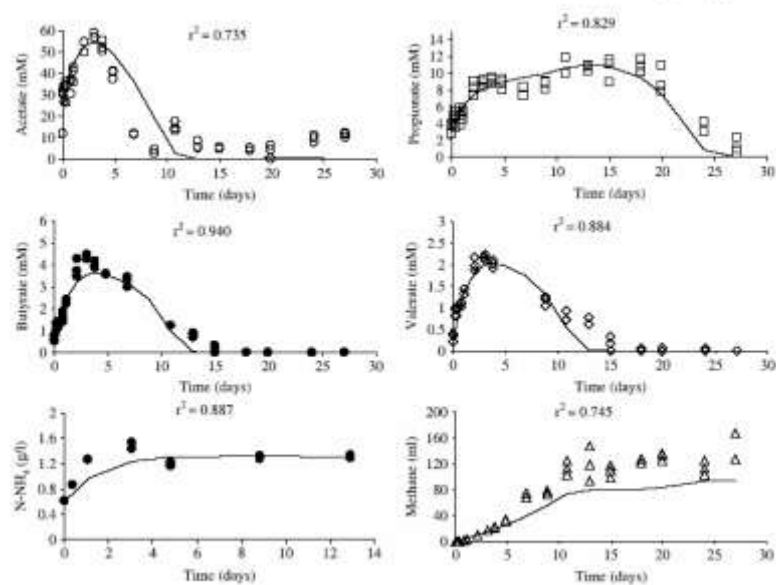 r² = 0.735
60
50
40
30
20
10
0
Acetate (mM)
0 5 10 15 20 25 30
Time (days)
r² = 0.829
14
12
10
8
6
4
2
0
Propionate (mM)
0 5 10 15 20 25 30
Time (days)
r² = 0.940
6
5
4
3
2
1
0
Butyrate (mM)
0 5 10 15 20 25 30
Time (days)
r² = 0.884
3
2.5
2
1.5
1
0.5
0
Valerate (mM)
0 5 10 15 20 25 30
Time (days)
r² = 0.887
2
1.6
1.2
0.8
0.4
0
N-NH₄ (g/l)
0 2 4 6 8 10 12 14
Time (days)
r² = 0.745
200
160
120
80
40
0
Methane (ml)
0 5 10 15 20 25 30
Time (days)